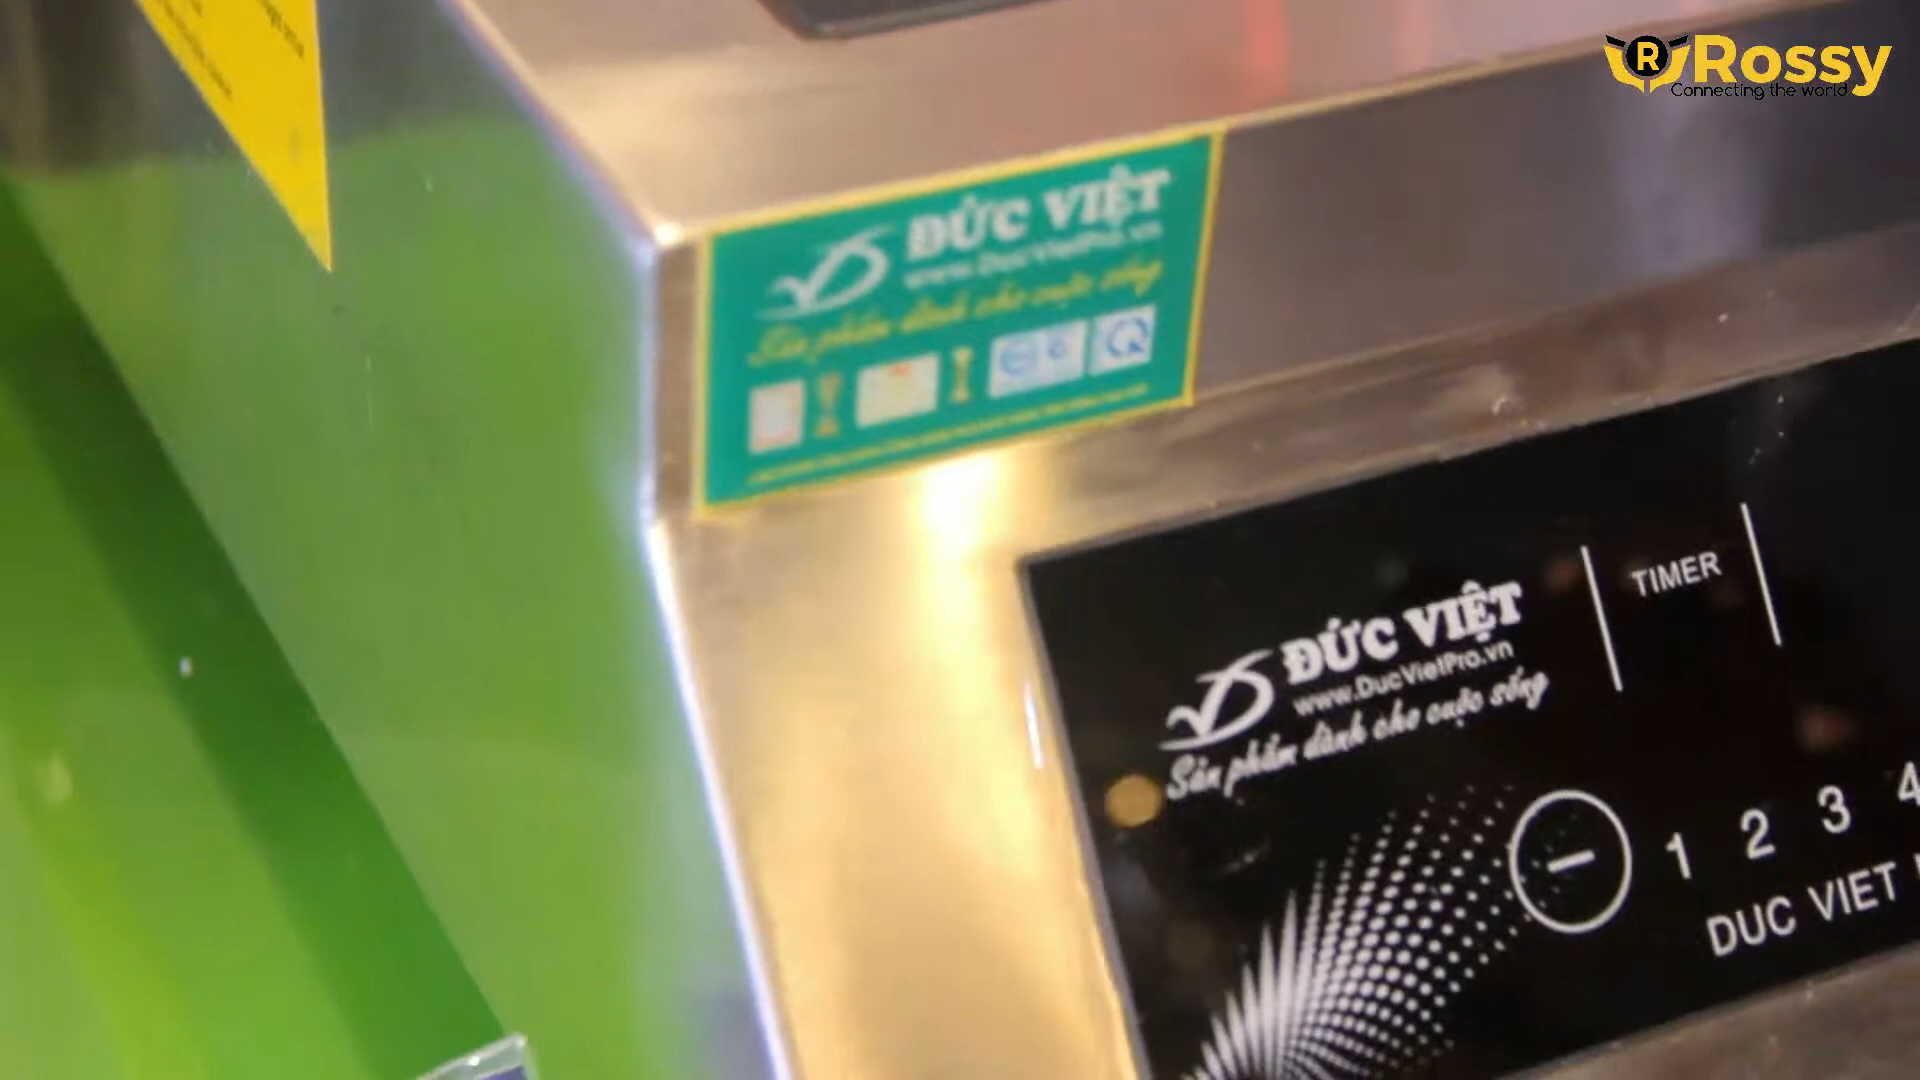 R Rossy
Connecting the world
ĐỨC VIỆT
www.DucVietPro.vn
Sản phẩm dành cho cuộc sống
TIMER
ĐỨC VIỆT
www.DucVietPro.vn
Sản phẩm dành cho cuộc sống
− 1 2 3 4
DUC VIET